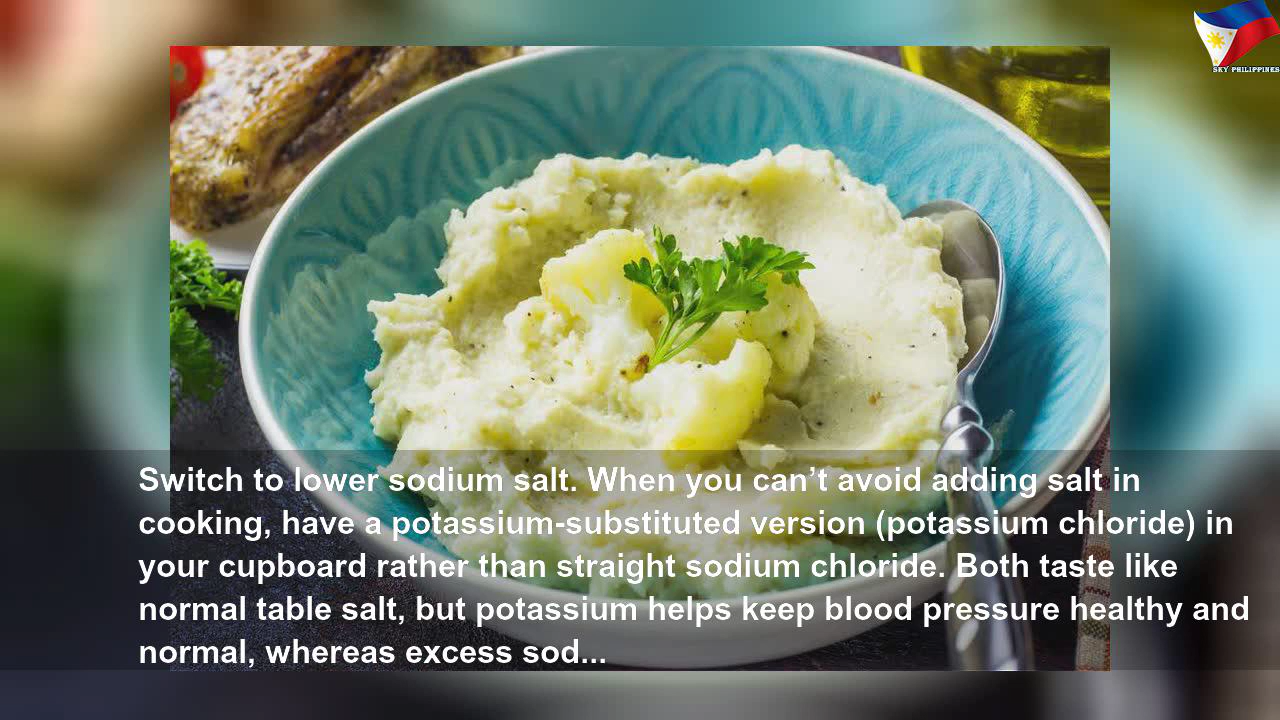 SKY PHILIPPINES
Switch to lower sodium salt. When you can’t avoid adding salt in
cooking, have a potassium-substituted version (potassium chloride) in
your cupboard rather than straight sodium chloride. Both taste like
normal table salt, but potassium helps keep blood pressure healthy and
normal, whereas excess sod...